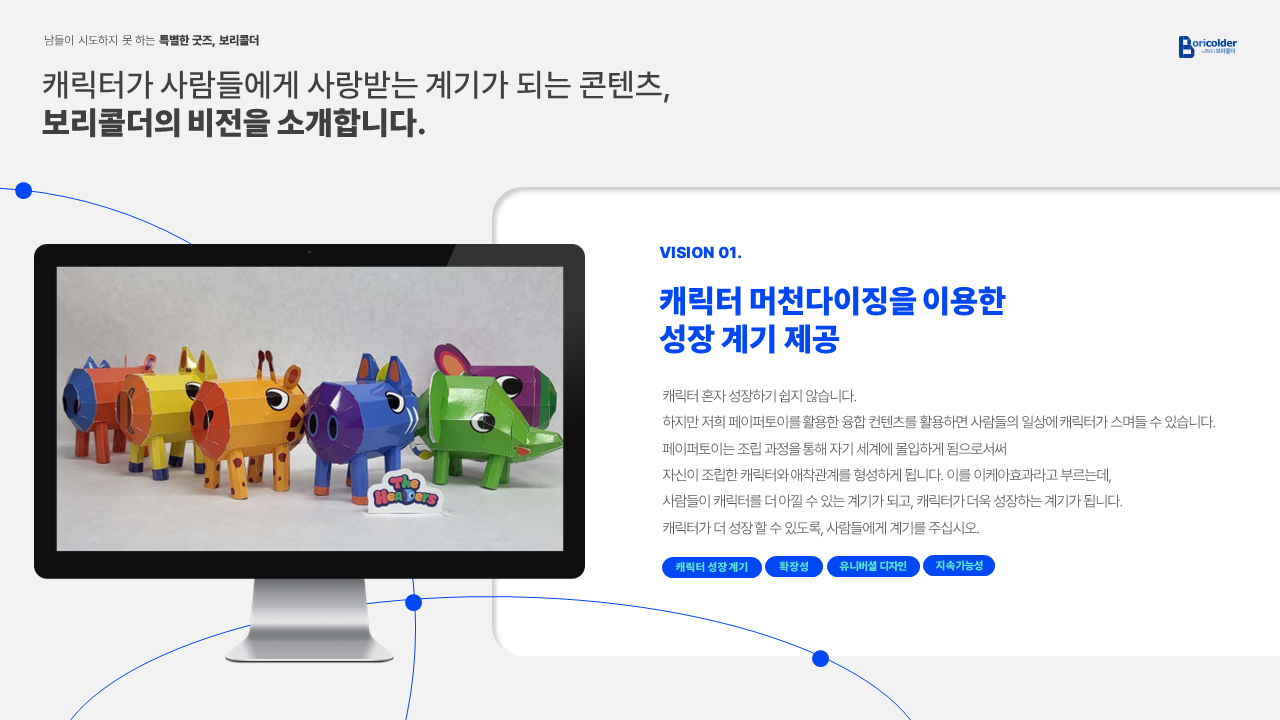 남들이 시도하지 못 하는 특별한 굿즈, 보리콜더
Boricolder
보리콜더
캐릭터가 사람들에게 사랑받는 계기가 되는 콘텐츠,
보리콜더의 비전을 소개합니다.
VISION 01.
캐릭터 머천다이징을 이용한
성장 계기 제공
캐릭터 혼자 성장하기 쉽지 않습니다.
하지만 저희 페이퍼토이를 활용한 융합 컨텐츠를 활용하면 사람들의 일상에 캐릭터가 스며들 수 있습니다.
페이퍼토이는 조립 과정을 통해 자기 세계에 몰입하게 됨으로서써
자신이 조립한 캐릭터와 애착관계를 형성하게 됩니다. 이를 이케아효과라고 부르는데,
사람들이 캐릭터를 더 아낄 수 있는 계기가 되고, 캐릭터가 더욱 성장하는 계기가 됩니다.
캐릭터가 더 성장 할 수 있도록, 사람들에게 계기를 주십시오.
The
HEADDERS
캐릭터 성장 계기
확장성
유니버셜 디자인
지속가능성